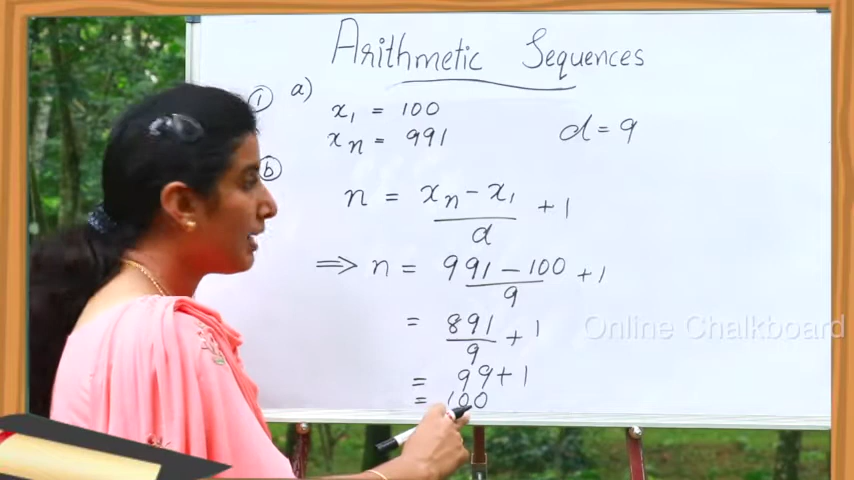 Arithmetic Sequences
① a) x₁ = 100
xₙ = 991 d = 9
ⓑ
n = (xₙ - x₁)/d + 1
⇒ n = (991 - 100)/9 + 1
= 891/9 + 1
= 99 + 1
= 100
Online Chalkboard